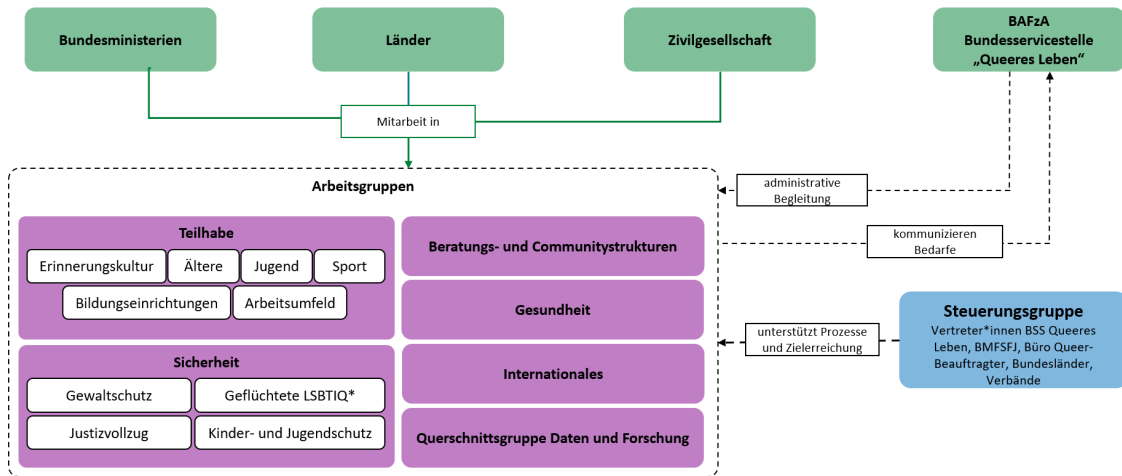 Bundesministerien
Länder
Zivilgesellschaft
BAFzA
Bundesservicestelle
„Queeres Leben“
Mitarbeit in
Arbeitsgruppen
administrative
Begleitung
kommunizieren
Bedarfe
Teilhabe
Erinnerungskultur
Ältere
Jugend
Sport
Bildungseinrichtungen
Arbeitsumfeld
Sicherheit
Gewaltschutz
Geflüchtete LSBTIQ*
Justizvollzug
Kinder- und Jugendschutz
Beratungs- und Communitystrukturen
Gesundheit
Internationales
Querschnittsgruppe Daten und Forschung
unterstützt Prozesse
und Zielerreichung
Steuerungsgruppe
Vertreter*innen BSS Queeres
Leben, BMFSFJ, Büro Queer-
Beauftragter, Bundesländer,
Verbände